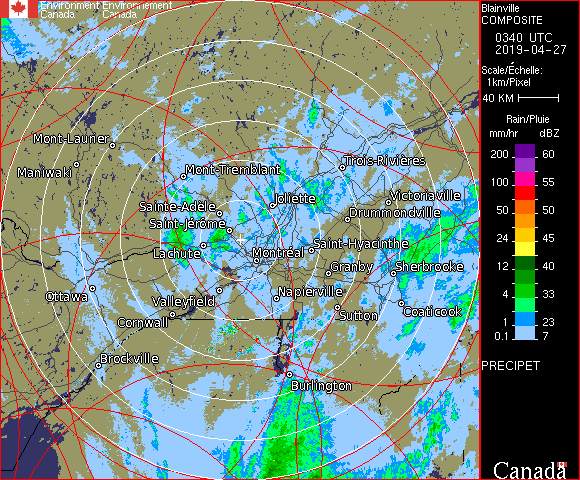 Environment Environnement
Canada Canada
Blainville
COMPOSITE
0340 UTC
2019-04-27
Scale/Échelle:
1km/Pixel
40 KM
Rain/Pluie
mm/hr dBZ
200 60
100 55
50 50
24 45
12 40
4 33
1 23
0.1 7
PRECIPET
Canada
Mont-Laurier
Maniwaki
Mont-Tremblant
Trois-Rivières
Joliette
Victoriaville
Sainte-Adele
Drummondville
Saint-Jérôme
Saint-Hyacinthe
Lachute
Montréal
Granby
Sherbrooke
Ottawa
Valleyfield
Napierville
Coaticook
Cornwall
Sutton
Brockville
Burlington